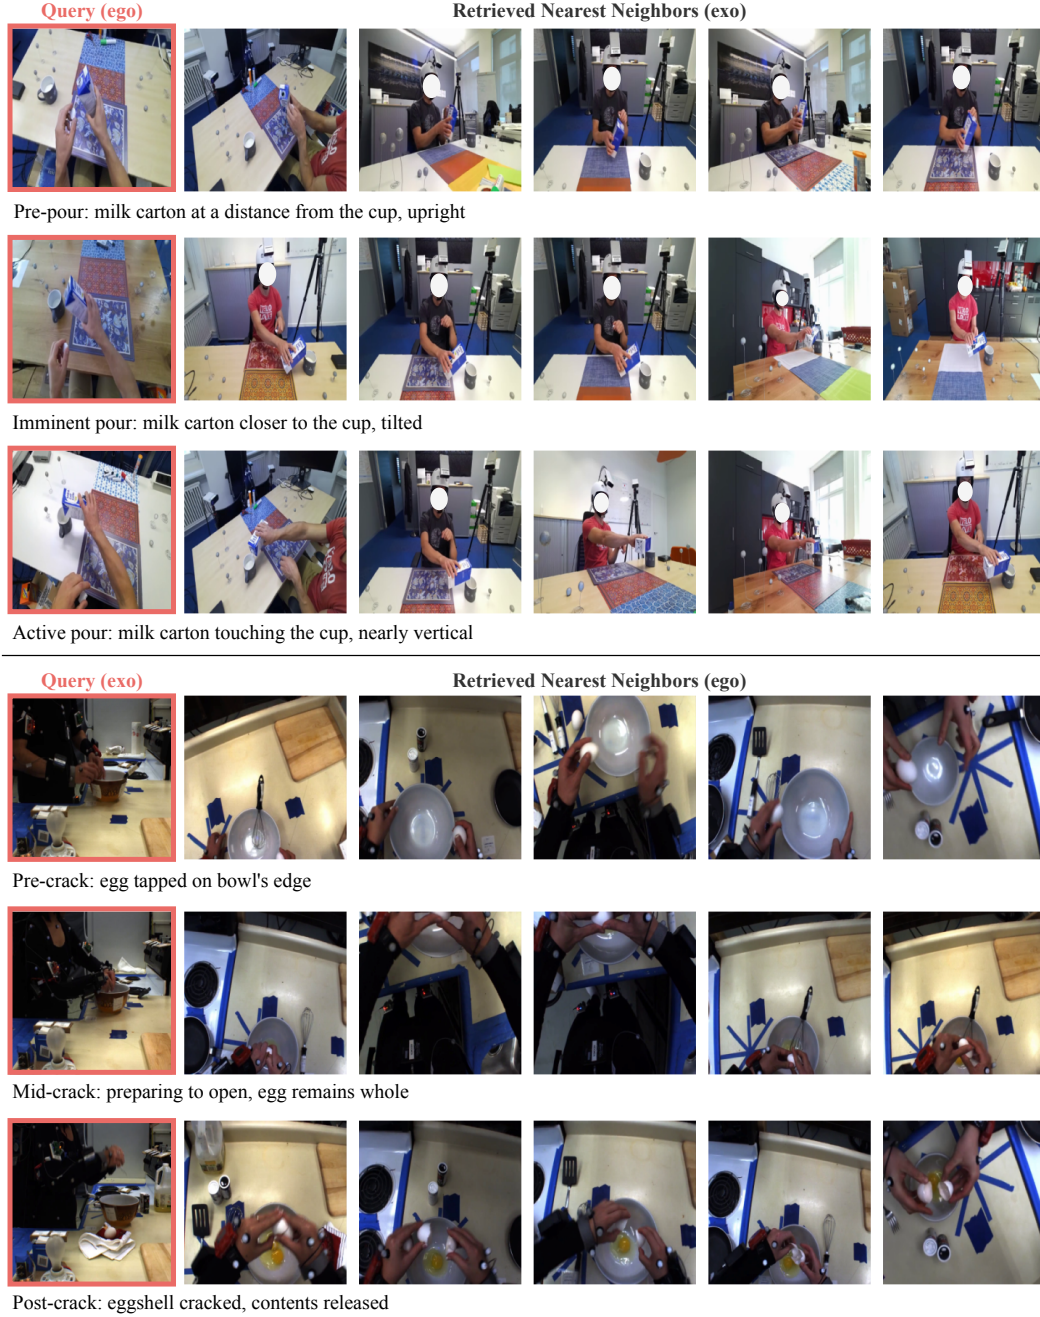 Query (ego) Retrieved Nearest Neighbors (exo)
Pre-pour: milk carton at a distance from the cup, upright
Imminent pour: milk carton closer to the cup, tilted
Active pour: milk carton touching the cup, nearly vertical
Query (exo) Retrieved Nearest Neighbors (ego)
Pre-crack: egg tapped on bowl's edge
Mid-crack: preparing to open, egg remains whole
Post-crack: eggshell cracked, contents released